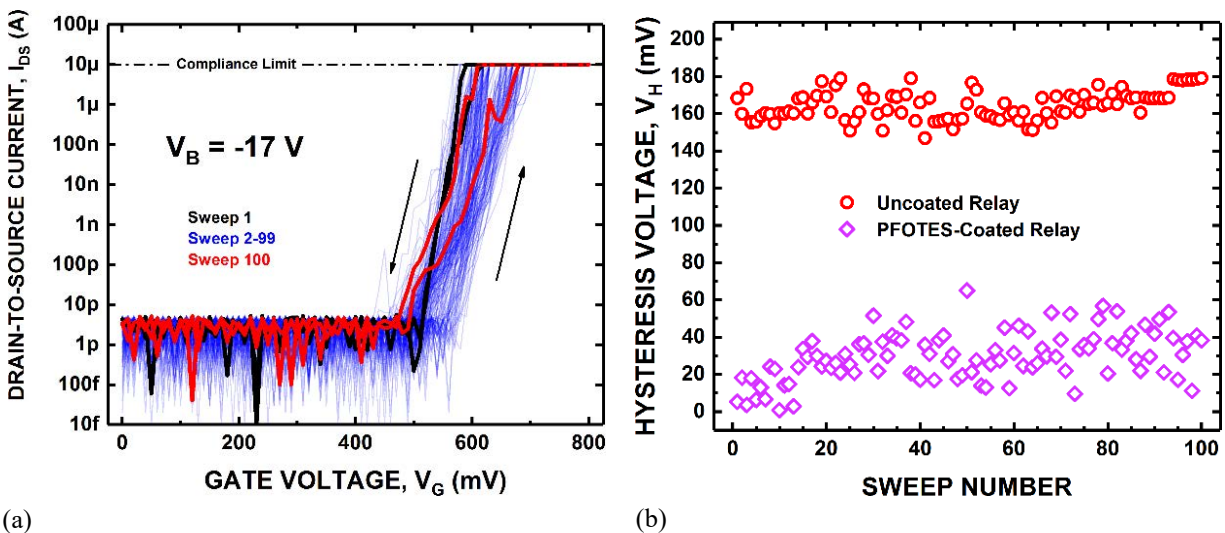 DRAIN-TO-SOURCE CURRENT, I_DS (A)
100μ
10μ
1μ
100n
10n
1n
100p
10p
1p
100f
10f
Compliance Limit
V_B = -17 V
Sweep 1
Sweep 2-99
Sweep 100
0
200
400
600
800
GATE VOLTAGE, V_G (mV)
(a)
HYSTERESIS VOLTAGE, V_H (mV)
200
180
160
140
120
100
80
60
40
20
0
Uncoated Relay
PFOTES-Coated Relay
0
20
40
60
80
100
SWEEP NUMBER
(b)